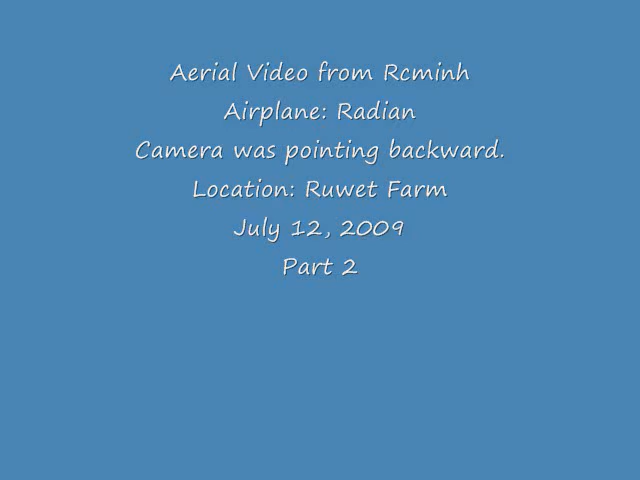 Aerial Video from Rcminh
Airplane: Radian
Camera was pointing backward.
Location: Ruwet Farm
July 12, 2009
Part 2